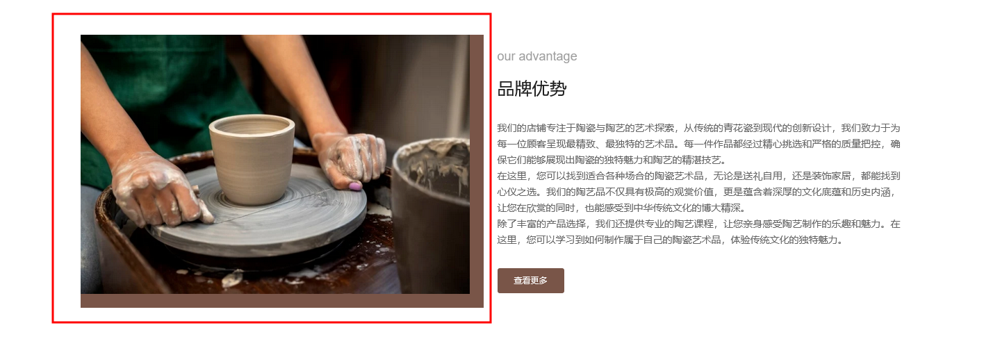 our advantage
品牌优势
我们的店铺专注于陶瓷与陶艺的艺术探索，从传统的青花瓷到现代的创新设计，我们致力于为
每一位顾客呈现最精致、最独特的艺术品。每一件作品都经过精心挑选和严格的质量把控，确
保它们能够展现出陶瓷的独特魅力和陶艺的精湛技艺。
在这里，您可以找到适合各种场合的陶瓷艺术品，无论是送礼自用，还是装饰家居，都能找到
心仪之选。我们的陶艺品不仅具有极高的观赏价值，更是蕴含着深厚的文化底蕴和历史内涵，
让您在欣赏的同时，也能感受到中华传统文化的博大精深。
除了丰富的产品选择，我们还提供专业的陶艺课程，让您亲身感受陶艺制作的乐趣和魅力。在
这里，您可以学习到如何制作属于自己的陶瓷艺术品，体验传统文化的独特魅力。
查看更多